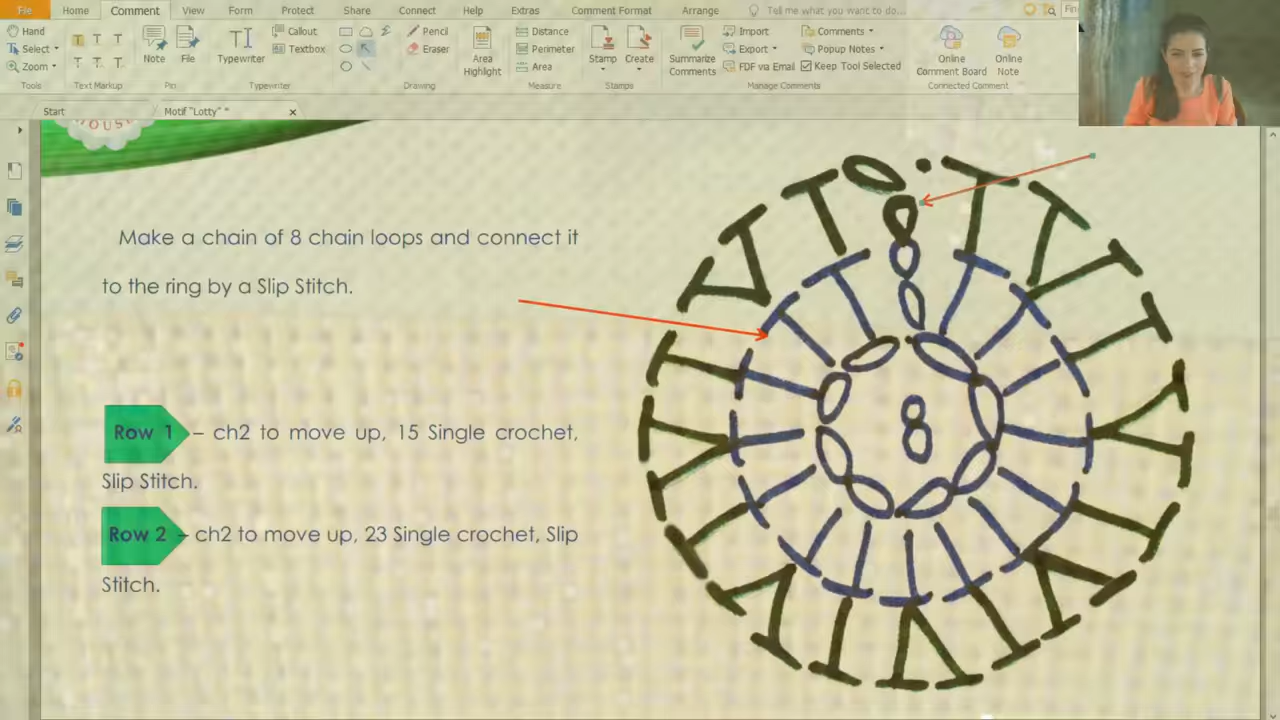 File Home Comment View Form Protect Share Connect Help Extras Comment Format Arrange Tell me what you want to do... Fin
Hand
Select
Zoom
Tools
T T T
T T T
Text Markup
Note
File
Pin
Typewriter
Callout
Textbox
Typewriter
Pencil
Eraser
Drawing
Area
Highlight
Distance
Perimeter
Area
Measure
Stamp
Create
Stamps
Summarize
Comments
Import
Export
FDF via Email
Comments
Popup Notes
Keep Tool Selected
Manage Comments
Online
Comment Board
Online
Note
Connected Comment
Start
Motif "Lotty" *
Make a chain of 8 chain loops and connect it
to the ring by a Slip Stitch.
Row 1 – ch2 to move up, 15 Single crochet,
Slip Stitch.
Row 2 – ch2 to move up, 23 Single crochet, Slip
Stitch.
8